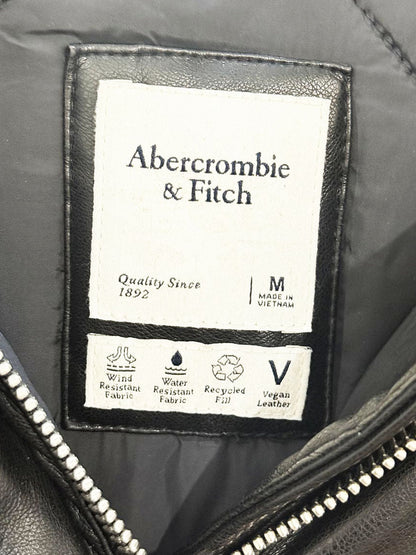 Abercrombie
& Fitch
Quality Since
1892
M
MADE IN
VIETNAM
Wind
Resistant
Fabric
Water
Resistant
Fabric
Recycled
Fill
V
Vegan
Leather